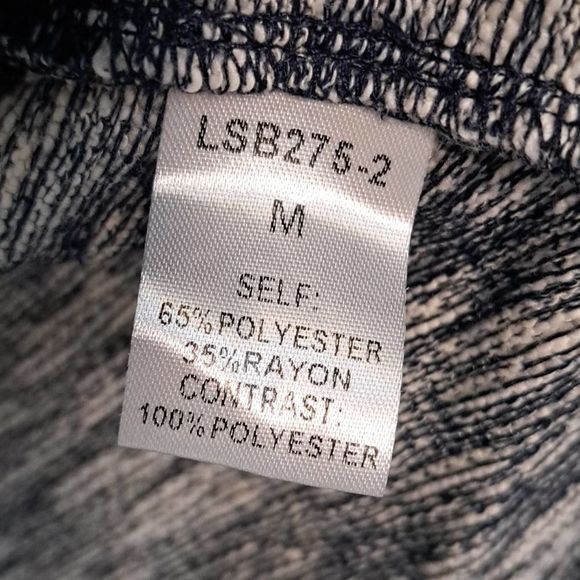 LSB275-2
M
SELF:
65%POLYESTER
35%RAYON
CONTRAST:
100%POLYESTER